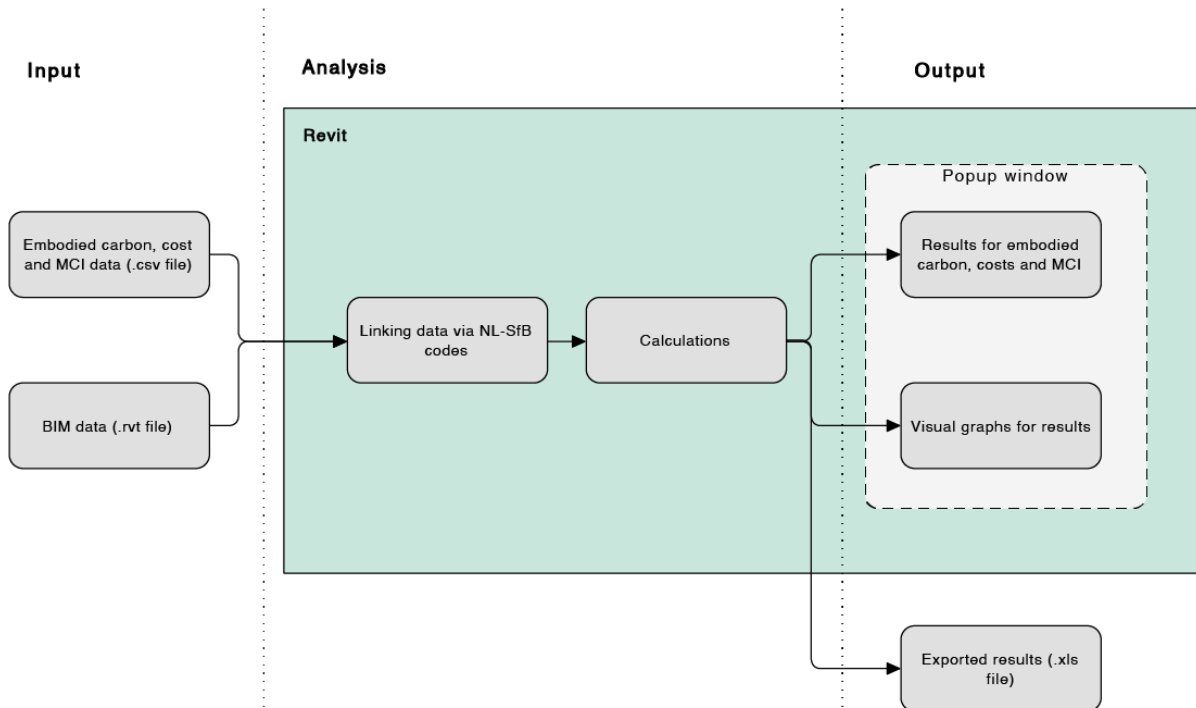 Input
Analysis
Output
Revit
Popup window
Embodied carbon, cost
and MCI data (.csv file)
BIM data (.rvt file)
Linking data via NL-SfB
codes
Calculations
Results for embodied
carbon, costs and MCI
Visual graphs for results
Exported results (.xls
file)